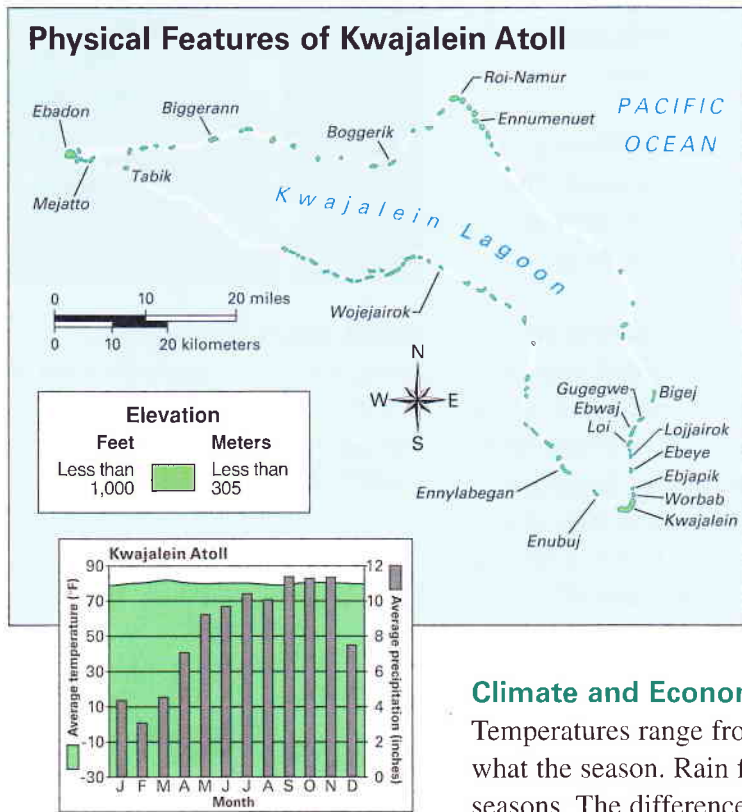 Physical Features of Kwajalein Atoll
Roi-Namur
Ebadon
Biggerann
Boggerik
Ennumenuet
PACIFIC
OCEAN
Tabik
Mejatto
Kwajalein Lagoon
Wojejairok
0 10 20 miles
0 10 20 kilometers
N
W E
S
Gugegwe
Bigej
Ebwaj
Loi
Lojjairok
Ebeye
Ebjapik
Worbab
Kwajalein
Ennylabegan
Enubuj
Elevation
Feet Meters
Less than Less than
1,000 305
Kwajalein Atoll
Average temperature (°F)
90
70
50
30
10
-10
-30
12
10
8
6
4
2
0
Average precipitation (inches)
J F M A M J J A S O N D
Month
Climate and Econor
Temperatures range fro
what the season. Rain f
seasons. The difference